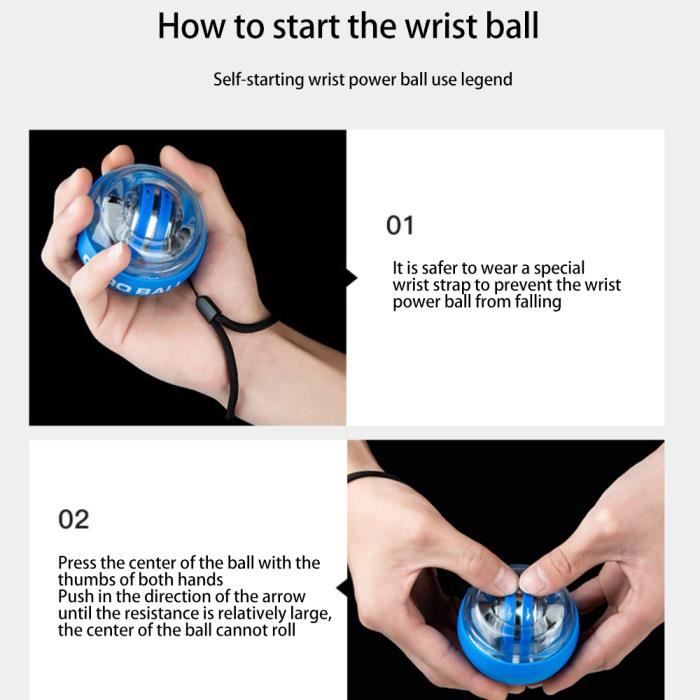 How to start the wrist ball
Self-starting wrist power ball use legend
01
It is safer to wear a special
wrist strap to prevent the wrist
power ball from falling
BALL
02
Press the center of the ball with the
thumbs of both hands
Push in the direction of the arrow
until the resistance is relatively large,
the center of the ball cannot roll